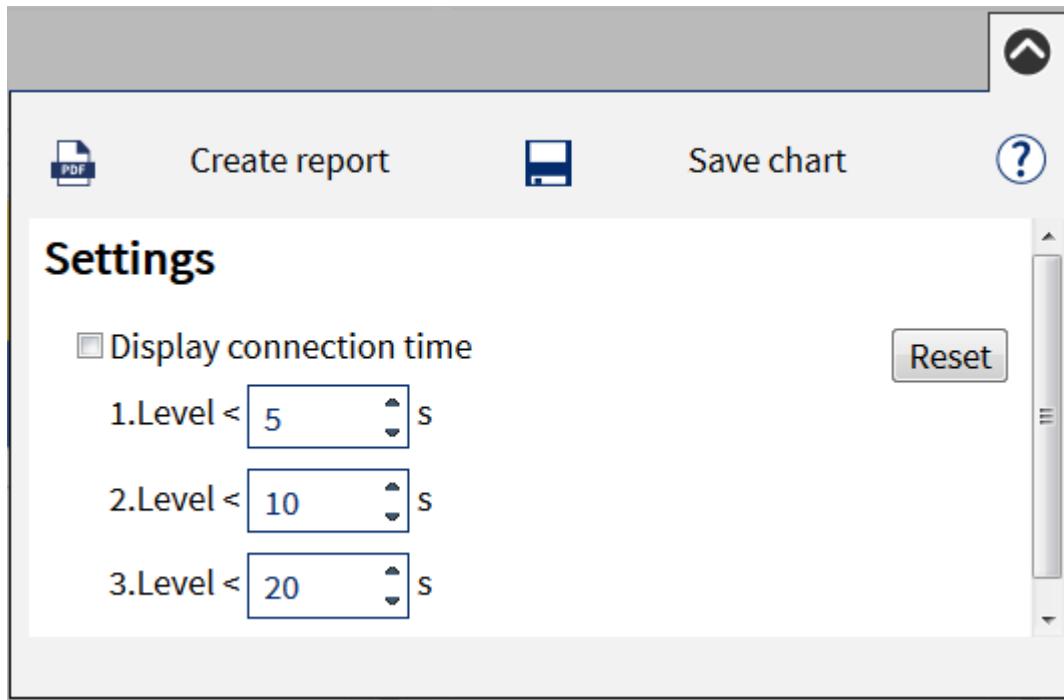 PDF Create report Save chart ?
Settings
Display connection time
Reset
1.Level < 5 s
2.Level < 10 s
3.Level < 20 s